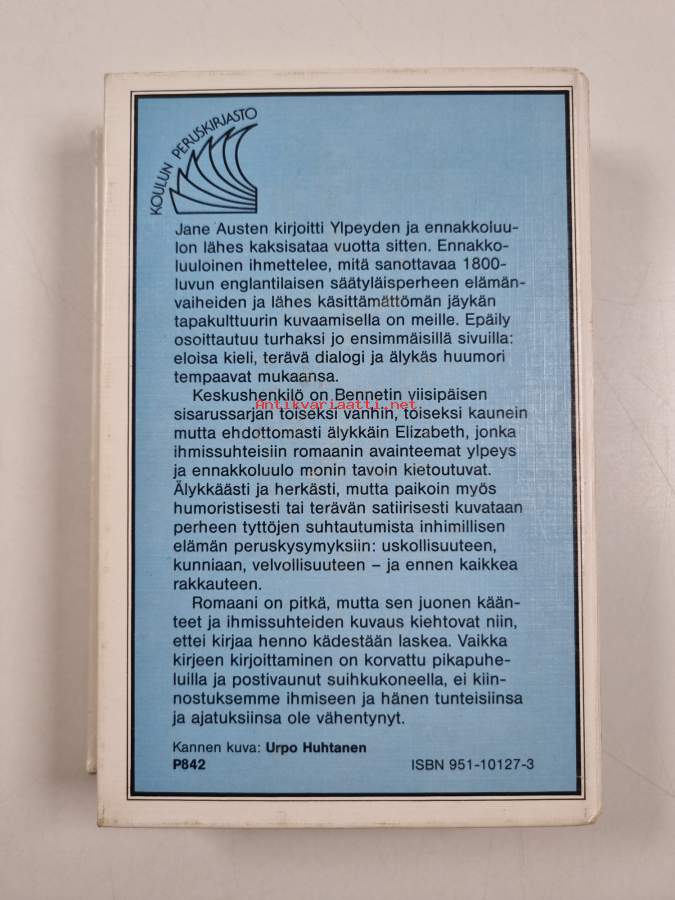 KOULUN PERUSKIRJASTO
Jane Austen kirjoitti Ylpeyden ja ennakkoluu-
lon lähes kaksisataa vuotta sitten. Ennakko-
luuloinen ihmettelee, mitä sanottavaa 1800-
luvun englantilaisen säätyläisperheen elämän-
vaiheiden ja lähes käsittämättömän jäykän
tapakulttuurin kuvaamisella on meille. Epäily
osoittautuu turhaksi jo ensimmäisillä sivuilla:
eloisa kieli, terävä dialogi ja älykäs huumori
tempaavat mukaansa.
Keskushenkilö on Bennetin viisipäisen
Antikvariaatti.net
sisarussarjan toiseksi vanhin, toiseksi kaunein
mutta ehdottomasti älykkäin Elizabeth, jonka
ihmissuhteisiin romaanin avainteemat ylpeys
ja ennakkoluulo monin tavoin kietoutuvat.
Älykkäästi ja herkästi, mutta paikoin myös
humoristisesti tai terävän satiirisesti kuvataan
perheen tyttöjen suhtautumista inhimillisen
elämän peruskysymyksiin: uskollisuuteen,
kunniaan, velvollisuuteen – ja ennen kaikkea
rakkauteen.
Romaani on pitkä, mutta sen juonen kään-
teet ja ihmissuhteiden kuvaus kiehtovat niin,
ettei kirjaa henno kädestään laskea. Vaikka
kirjeen kirjoittaminen on korvattu pikapuhe-
luilla ja postivaunut suihkukoneella, ei kiin-
nostuksemme ihmiseen ja hänen tunteisiinsa
ja ajatuksiinsa ole vähentynyt.
Kannen kuva: Urpo Huhtanen
P842 ISBN 951-10127-3